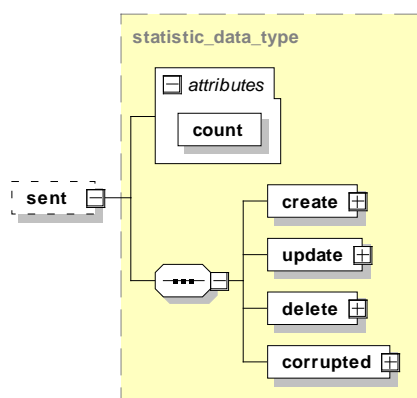 statistic_data_type
attributes
count
sent
create
update
delete
corrupted